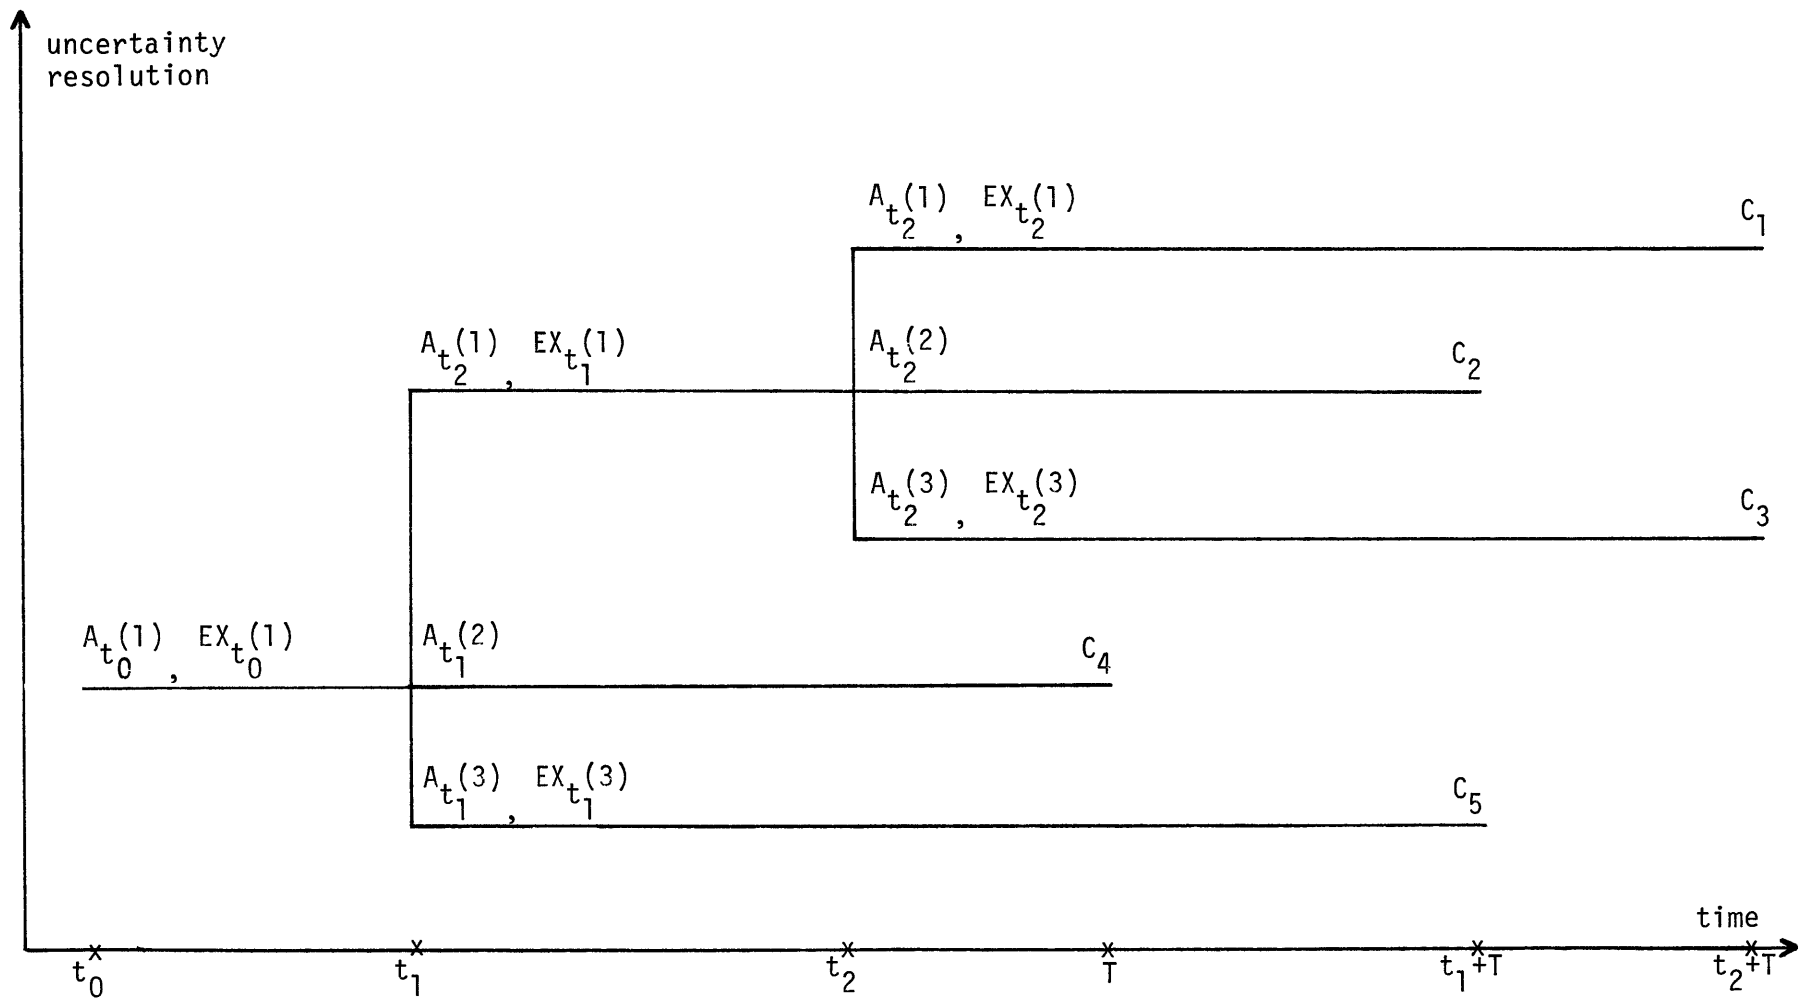 uncertainty
resolution
A_{t_2}(1), EX_{t_2}(1)
C_1
A_{t_2}(1), EX_{t_1}(1)
A_{t_2}(2)
C_2
A_{t_2}(3), EX_{t_2}(3)
C_3
A_{t_0}(1), EX_{t_0}(1)
A_{t_1}(2)
C_4
A_{t_1}(3), EX_{t_1}(3)
C_5
time
t_0
t_1
t_2
T
t_1+T
t_2+T